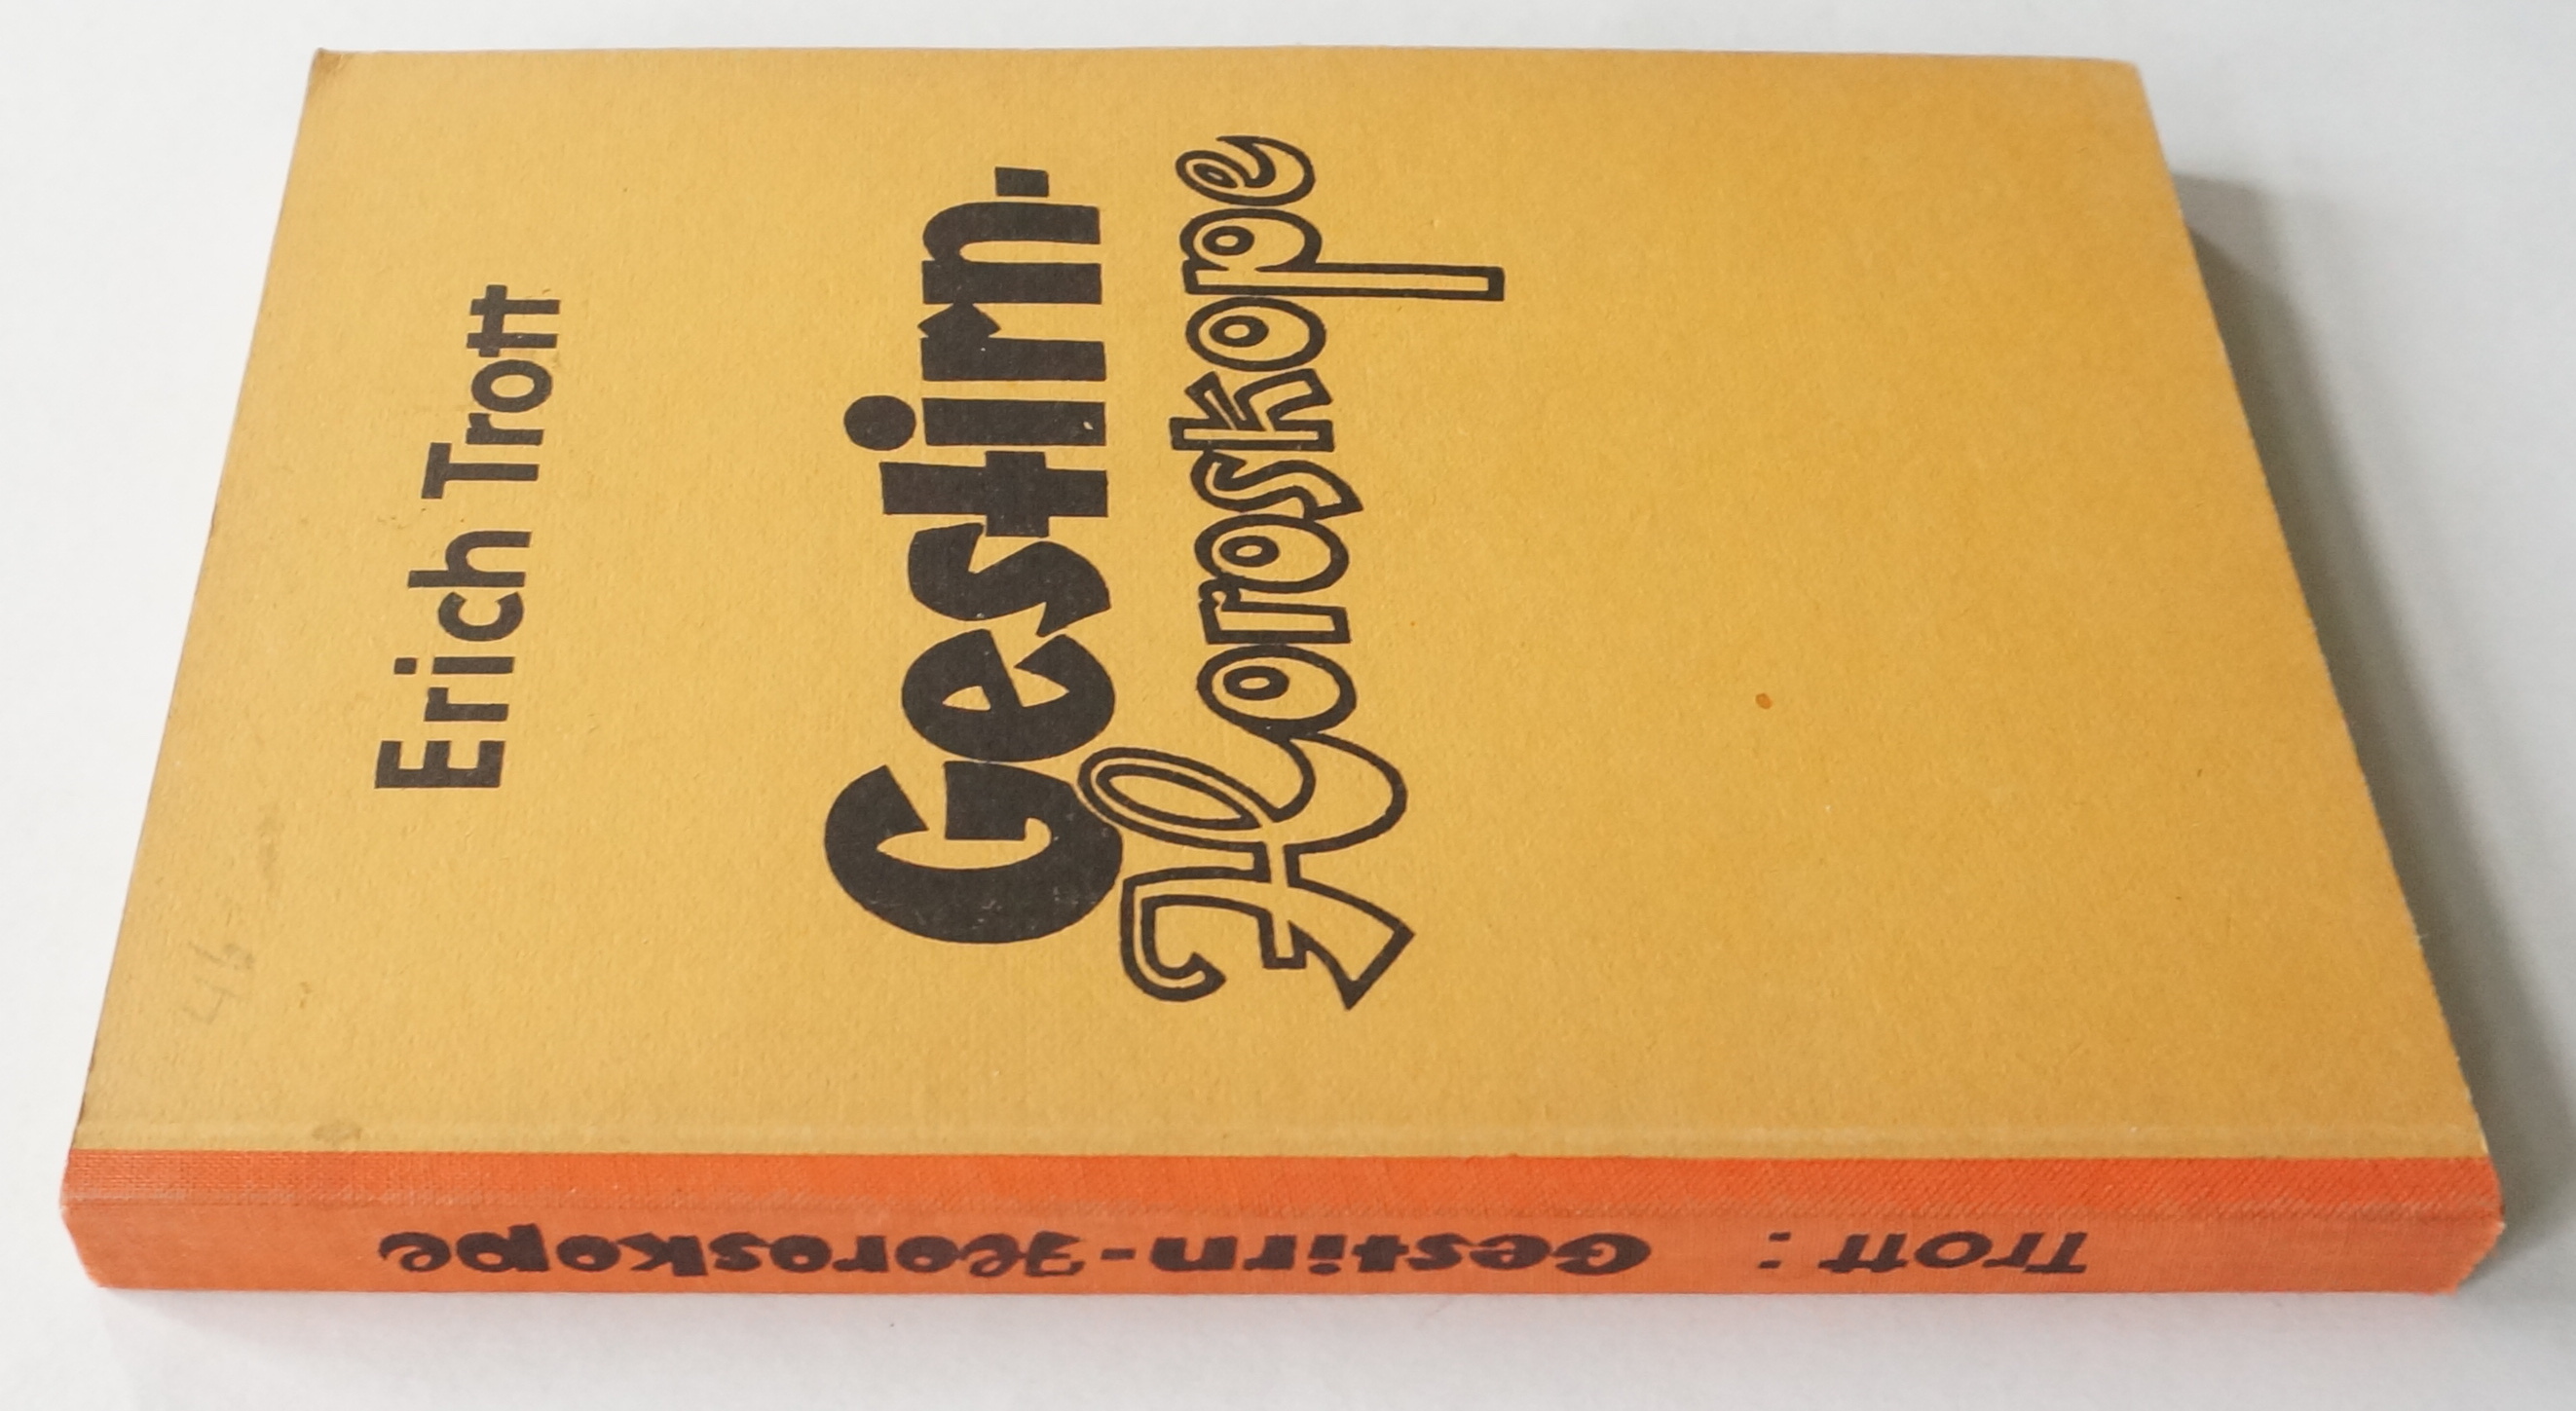 Erich Trott
Gestirn-
Horoskope
Trott: Gestirn-Horoskope